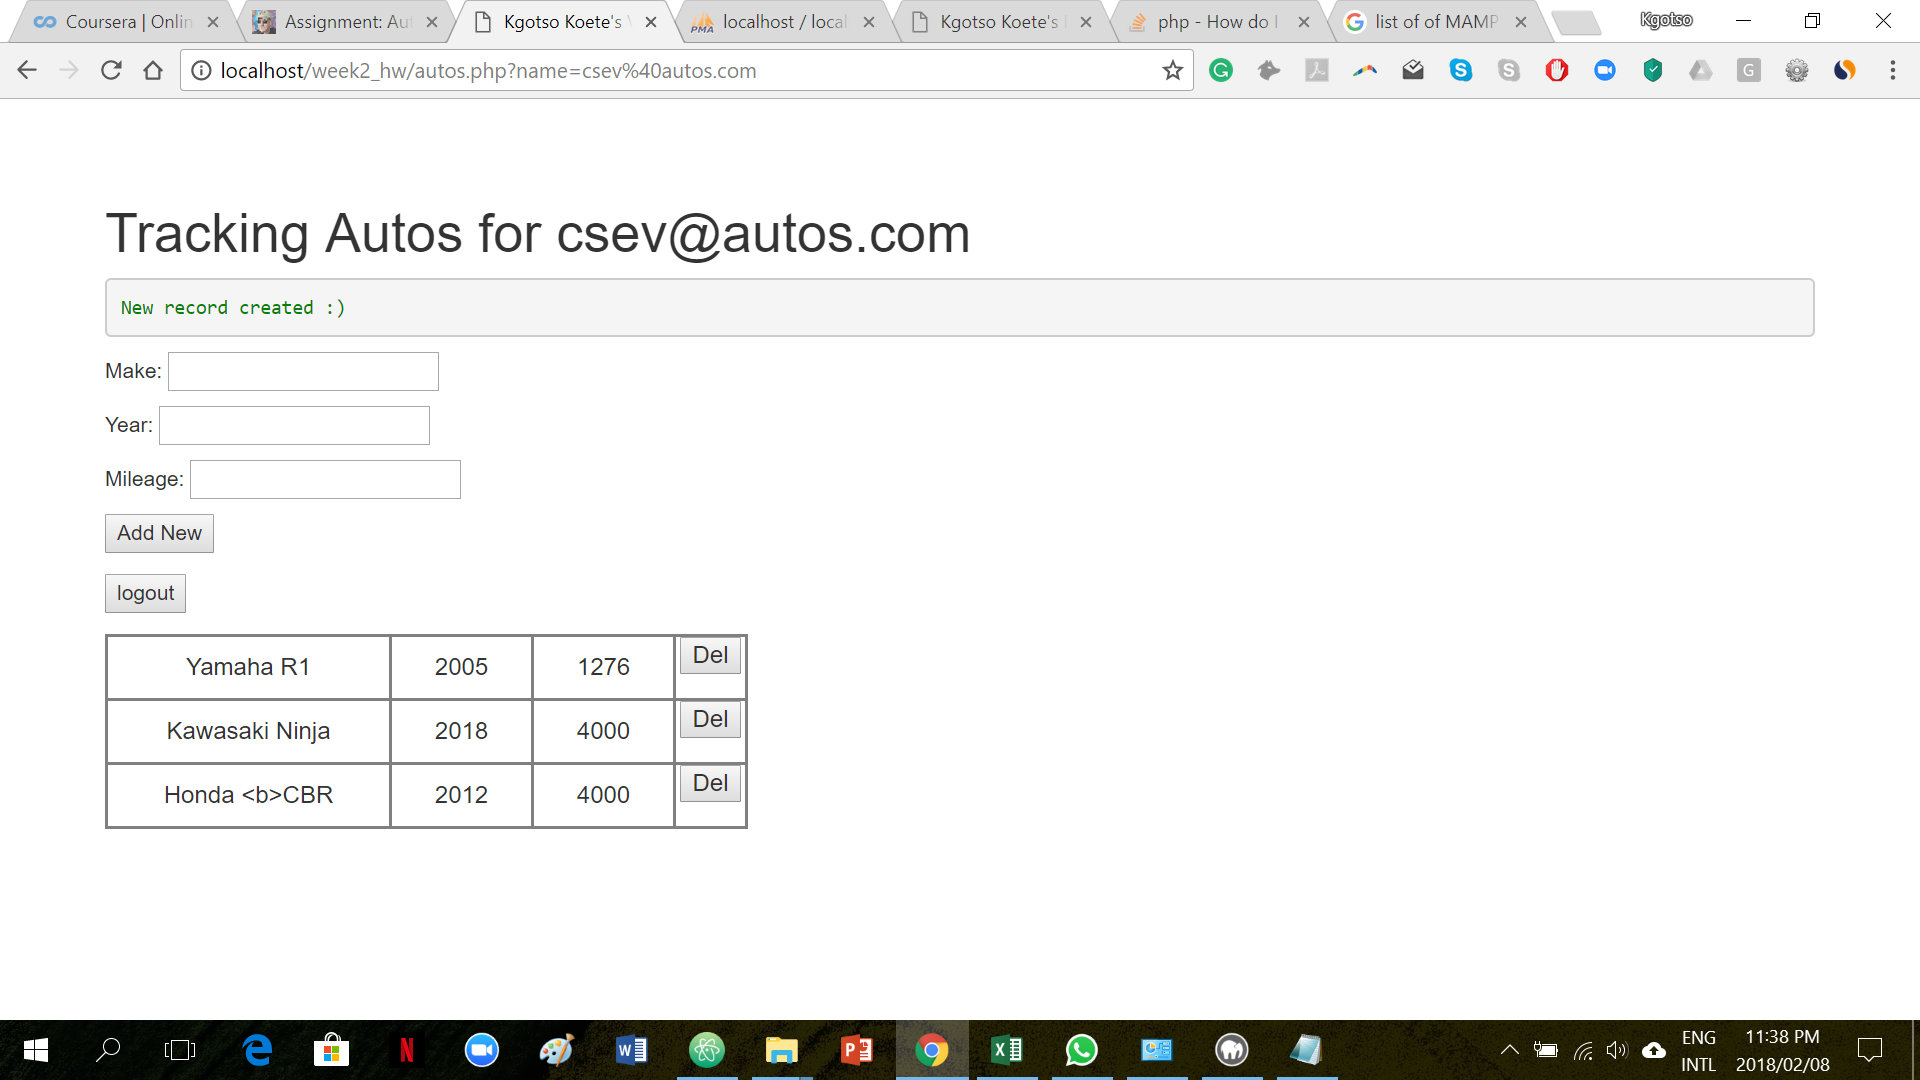 Coursera | Onlin
Assignment: Aut
Kgotso Koete's
localhost / local
Kgotso Koete's
php - How do I
list of of MAMP
Kgotso
localhost/week2_hw/autos.php?name=csev%40autos.com
Tracking Autos for csev@autos.com
New record created :)
Make:
Year:
Mileage:
Add New
logout
Yamaha R1 2005 1276 Del
Kawasaki Ninja 2018 4000 Del
Honda <b>CBR 2012 4000 Del
ENG 11:38 PM
INTL 2018/02/08